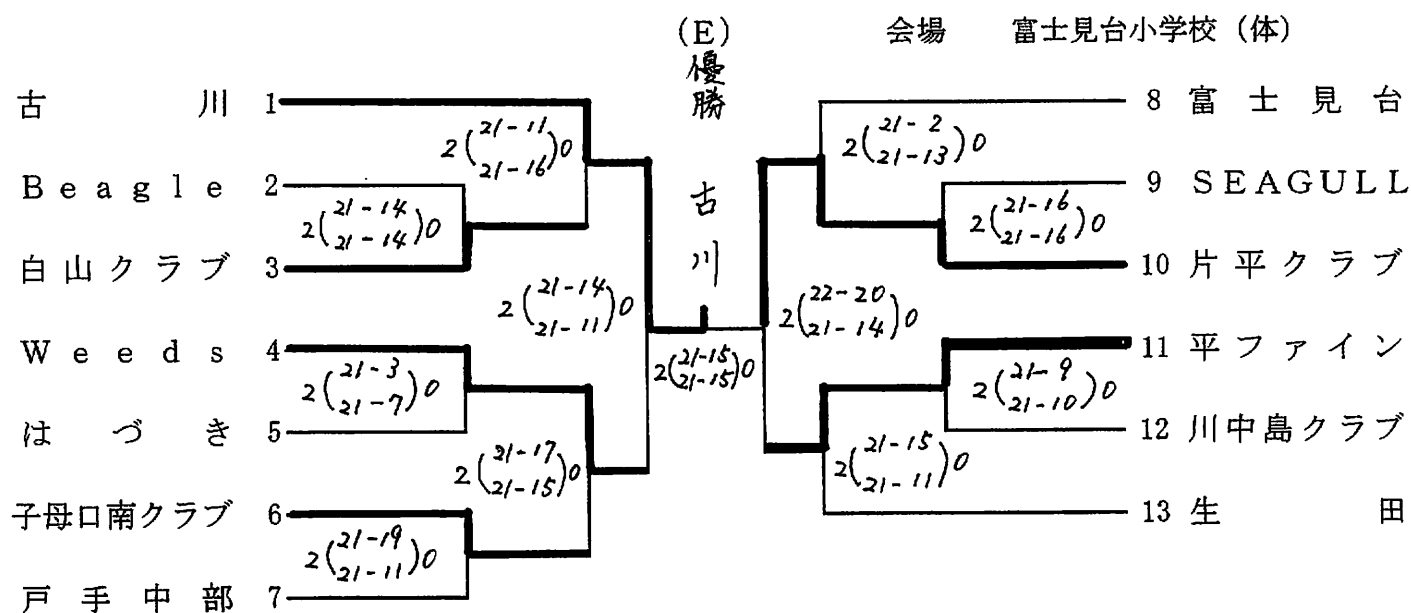 (E) 会場 富士見台小学校 (体)
優勝 古川
古川 1
8 富士見台
2(21-11 21-16)0
2(21-2 21-13)0
Beagle 2
9 SEAGULL
2(21-14 21-14)0
2(21-16 21-16)0
白山クラブ 3
10 片平クラブ
2(21-14 21-11)0
2(22-20 21-14)0
Weeds 4
11 平ファイン
2(21-3 21-7)0
2(21-15 21-15)0
2(21-9 21-10)0
はづき 5
12 川中島クラブ
2(21-17 21-15)0
2(21-15 21-11)0
子母口南クラブ 6
13 生田
2(21-19 21-11)0
戸手中部 7